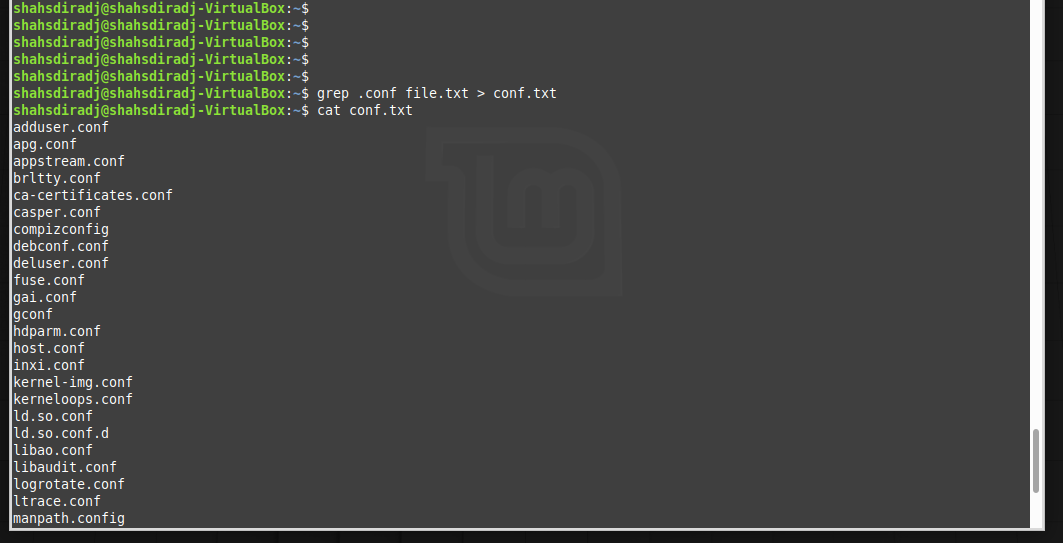 shahsdiradj@shahsdiradj-VirtualBox:~$
shahsdiradj@shahsdiradj-VirtualBox:~$
shahsdiradj@shahsdiradj-VirtualBox:~$
shahsdiradj@shahsdiradj-VirtualBox:~$
shahsdiradj@shahsdiradj-VirtualBox:~$
shahsdiradj@shahsdiradj-VirtualBox:~$ grep .conf file.txt > conf.txt
shahsdiradj@shahsdiradj-VirtualBox:~$ cat conf.txt
adduser.conf
apg.conf
appstream.conf
brltty.conf
ca-certificates.conf
casper.conf
compizconfig
debconf.conf
deluser.conf
fuse.conf
gai.conf
gconf
hdparm.conf
host.conf
inxi.conf
kernel-img.conf
kerneloops.conf
ld.so.conf
ld.so.conf.d
libao.conf
libaudit.conf
logrotate.conf
ltrace.conf
manpath.config